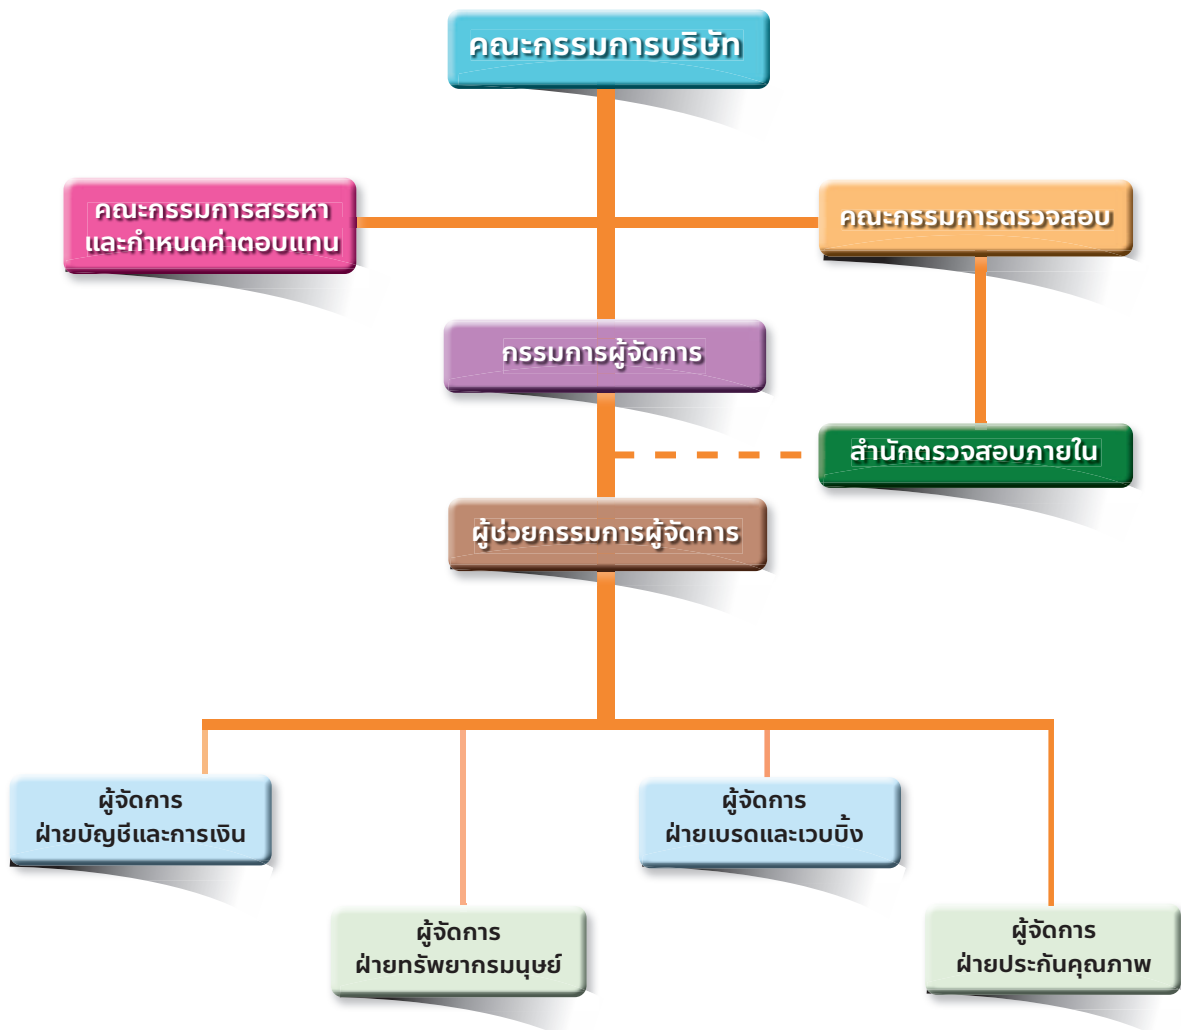 คณะกรรมการบริษัท
คณะกรรมการสรรหา
และกำหนดค่าตอบแทน
คณะกรรมการตรวจสอบ
กรรมการผู้จัดการ
สำนักตรวจสอบภายใน
ผู้ช่วยกรรมการผู้จัดการ
ผู้จัดการ
ฝ่ายบัญชีและการเงิน
ผู้จัดการ
ฝ่ายเบรดและเวบบิ้ง
ผู้จัดการ
ฝ่ายทรัพยากรมนุษย์
ผู้จัดการ
ฝ่ายประกันคุณภาพ